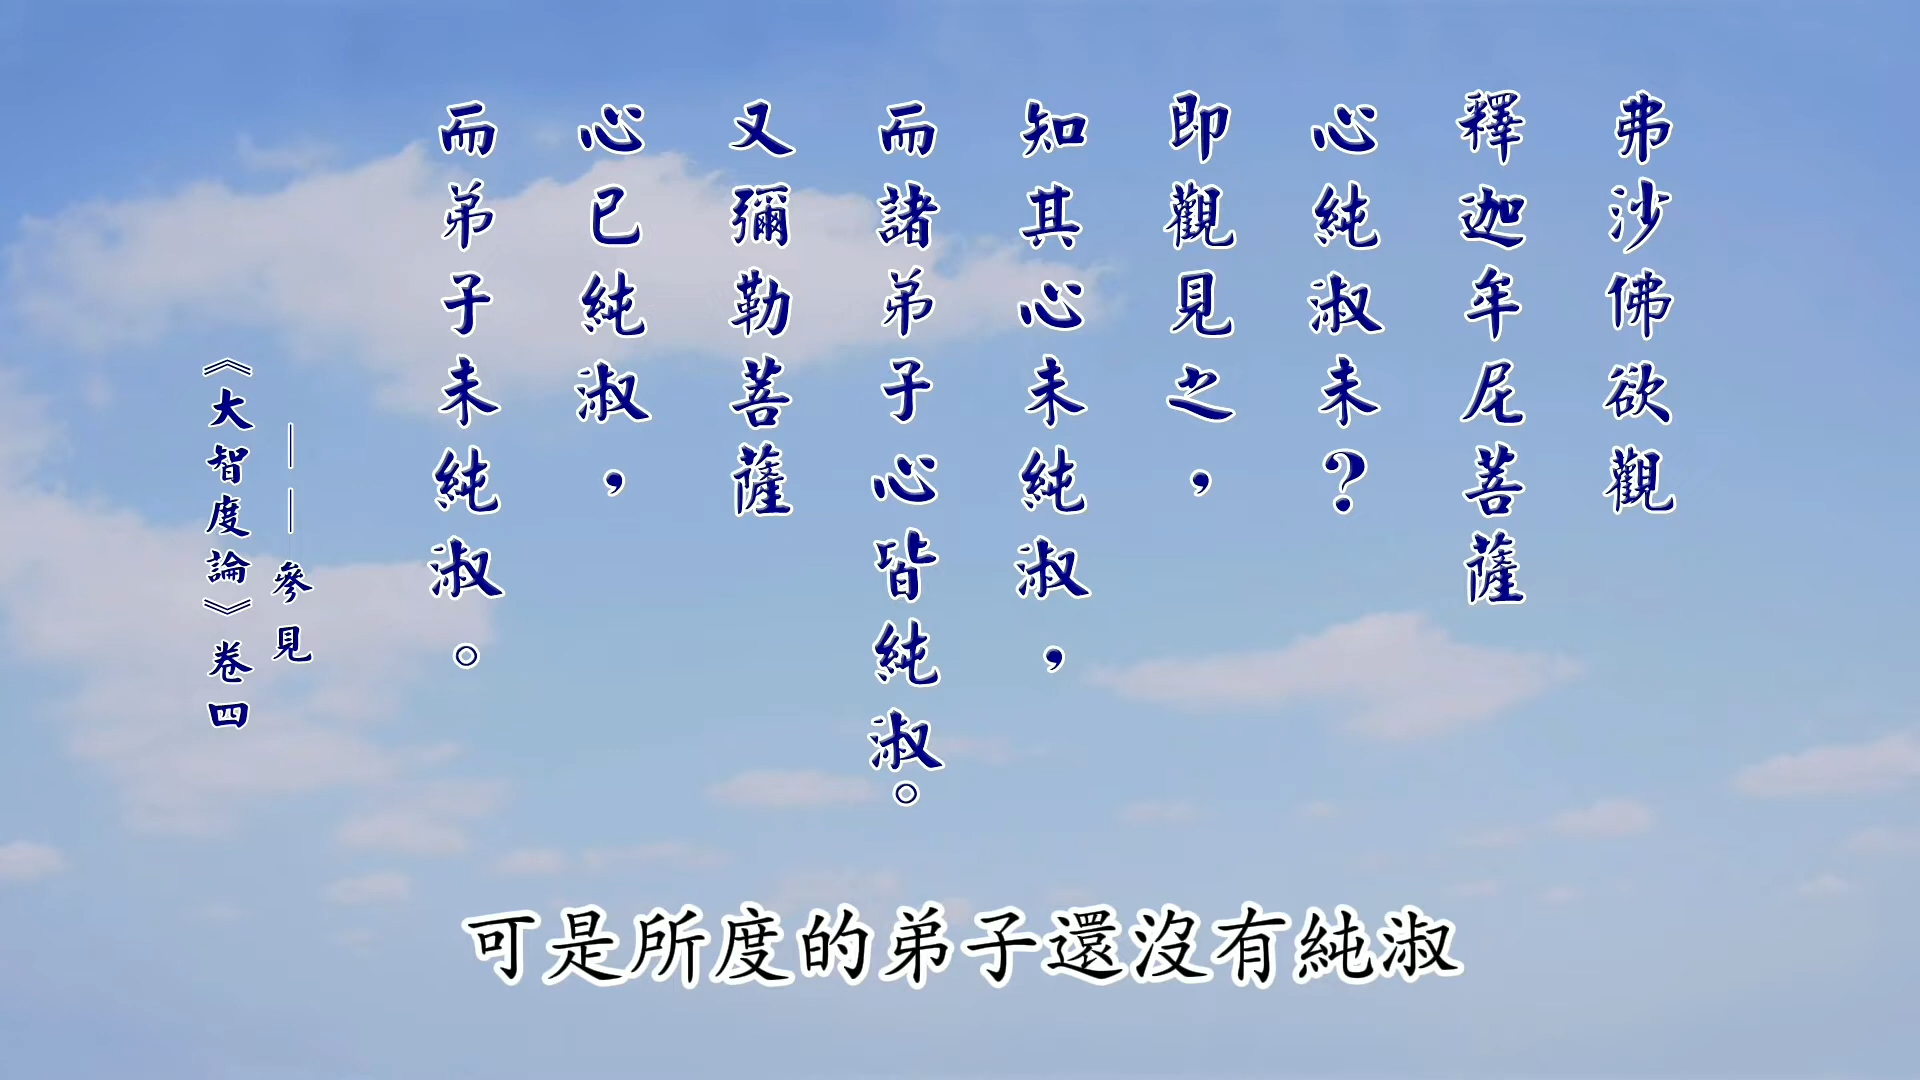 弗沙佛欲觀
釋迦牟尼菩薩
心純淑未?
即觀見之，
知其心未純淑，
而諸弟子心皆純淑。
又彌勒菩薩
心已純淑，
而弟子未純淑。
——參見
《大智度論》卷四
可是所度的弟子還沒有純淑